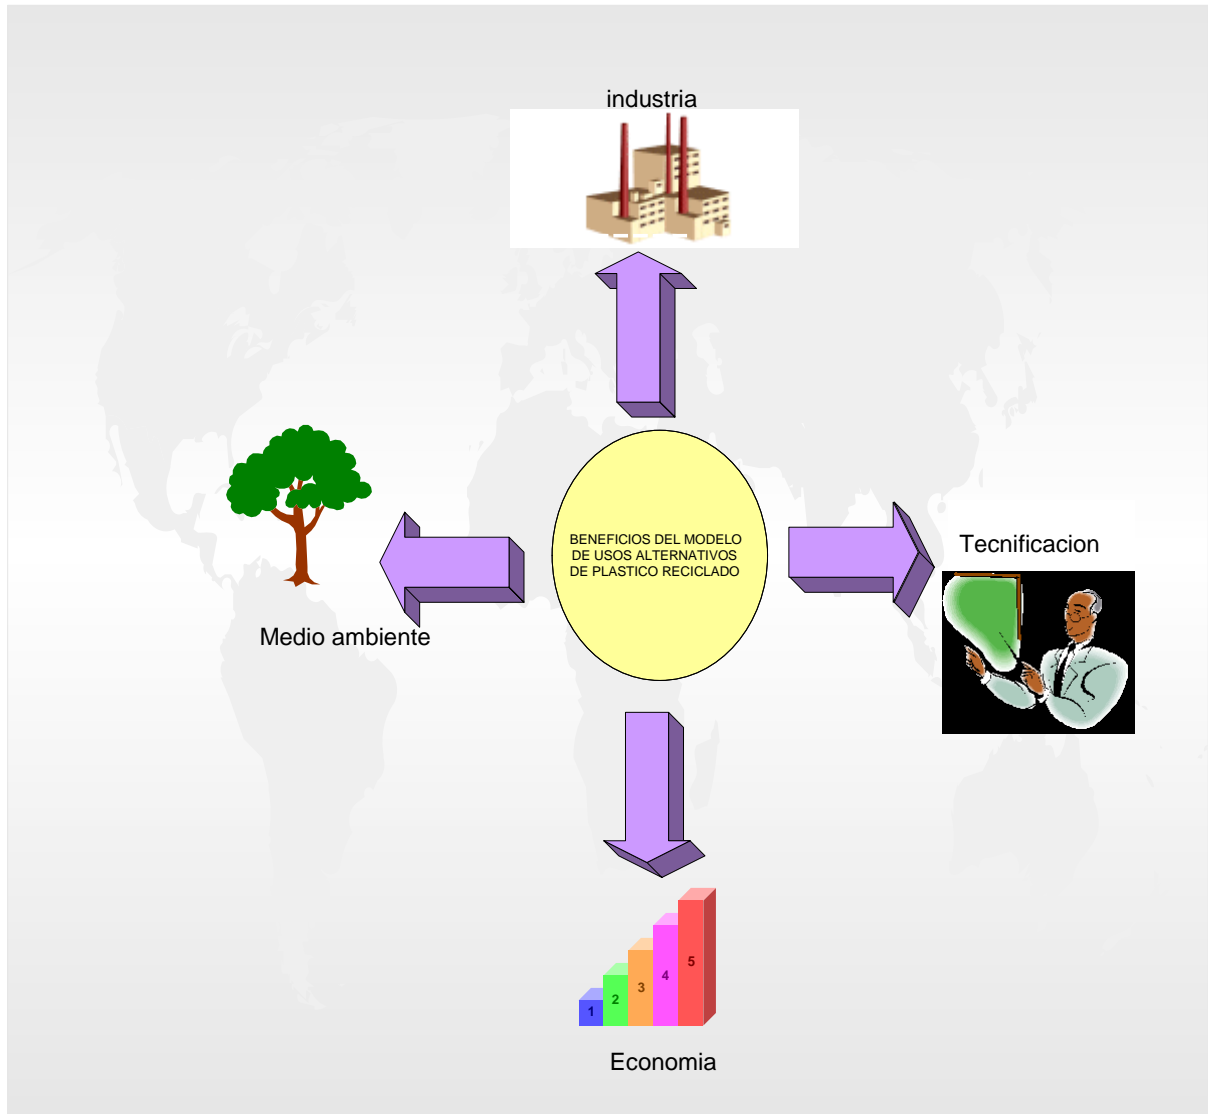 industria
BENEFICIOS DEL MODELO
DE USOS ALTERNATIVOS
DE PLASTICO RECICLADO
Tecnificacion
Medio ambiente
1
2
3
4
5
Economia